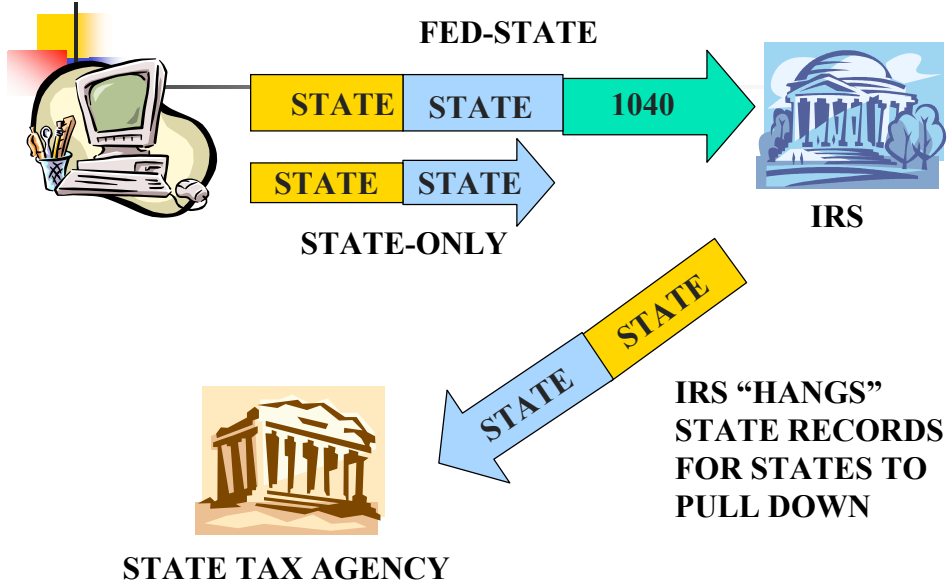 FED-STATE
STATE STATE 1040
STATE STATE
STATE-ONLY
IRS
STATE
STATE
IRS “HANGS”
STATE RECORDS
FOR STATES TO
PULL DOWN
STATE TAX AGENCY